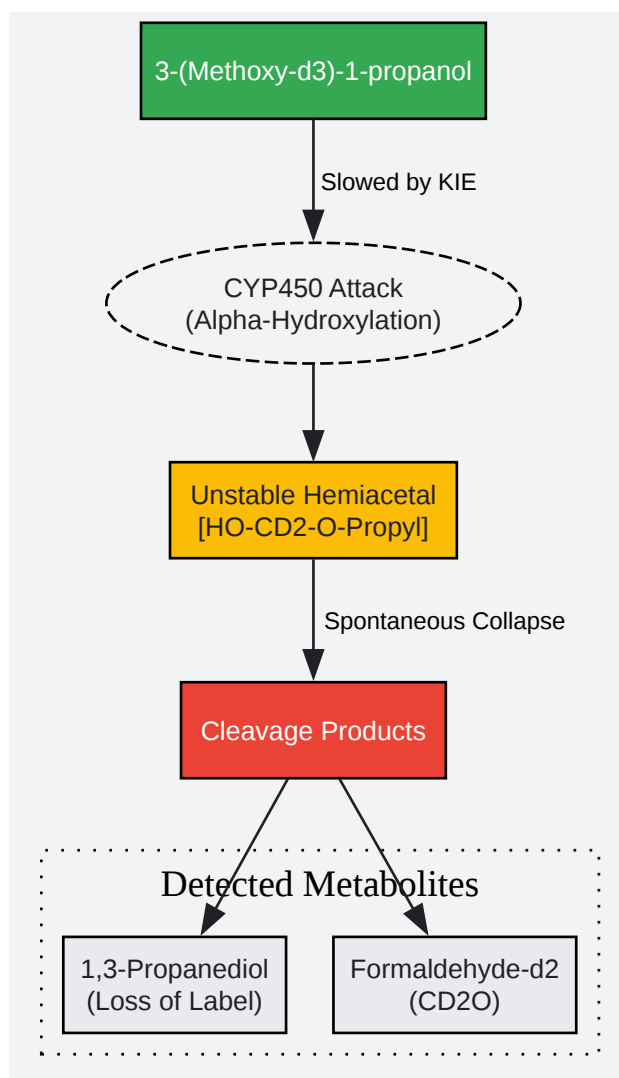 3-(Methoxy-d3)-1-propanol
Slowed by KIE
CYP450 Attack
(Alpha-Hydroxylation)
Unstable Hemiacetal
[HO-CD2-O-Propyl]
Spontaneous Collapse
Cleavage Products
Detected Metabolites
1,3-Propanediol
(Loss of Label)
Formaldehyde-d2
(CD2O)